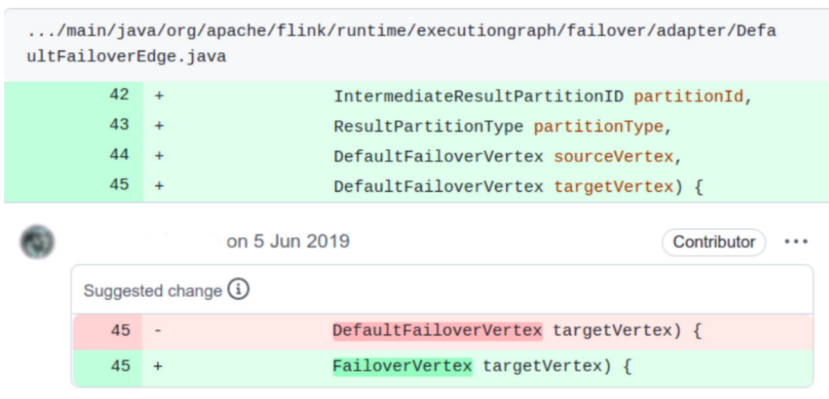 .../main/java/org/apache/flink/runtime/executiongraph/failover/adapter/Defa
ultFailoverEdge.java
42 + IntermediateResultPartitionID partitionId,
43 + ResultPartitionType partitionType,
44 + DefaultFailoverVertex sourceVertex,
45 + DefaultFailoverVertex targetVertex) {
on 5 Jun 2019 Contributor ...
Suggested change
45 - DefaultFailoverVertex targetVertex) {
45 + FailoverVertex targetVertex) {